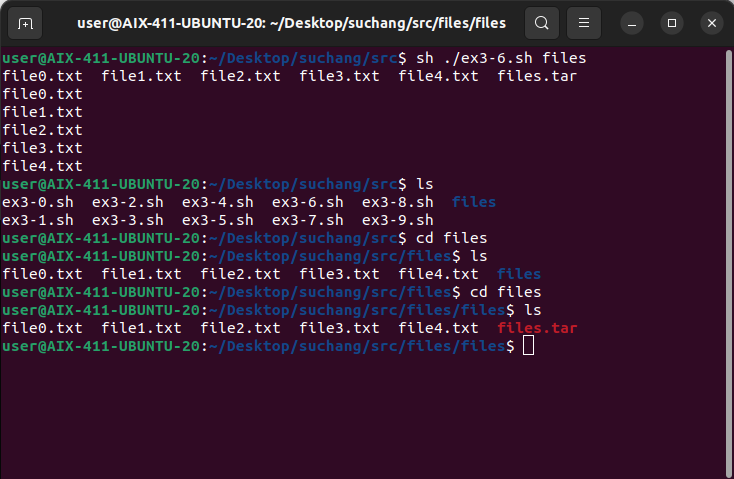 user@AIX-411-UBUNTU-20: ~/Desktop/suchang/src/files/files
user@AIX-411-UBUNTU-20:~/Desktop/suchang/src$ sh ./ex3-6.sh files
file0.txt  file1.txt  file2.txt  file3.txt  file4.txt  files.tar
file0.txt
file1.txt
file2.txt
file3.txt
file4.txt
user@AIX-411-UBUNTU-20:~/Desktop/suchang/src$ ls
ex3-0.sh  ex3-2.sh  ex3-4.sh  ex3-6.sh  ex3-8.sh  files
ex3-1.sh  ex3-3.sh  ex3-5.sh  ex3-7.sh  ex3-9.sh
user@AIX-411-UBUNTU-20:~/Desktop/suchang/src$ cd files
user@AIX-411-UBUNTU-20:~/Desktop/suchang/src/files$ ls
file0.txt  file1.txt  file2.txt  file3.txt  file4.txt  files
user@AIX-411-UBUNTU-20:~/Desktop/suchang/src/files$ cd files
user@AIX-411-UBUNTU-20:~/Desktop/suchang/src/files/files$ ls
file0.txt  file1.txt  file2.txt  file3.txt  file4.txt  files.tar
user@AIX-411-UBUNTU-20:~/Desktop/suchang/src/files/files$